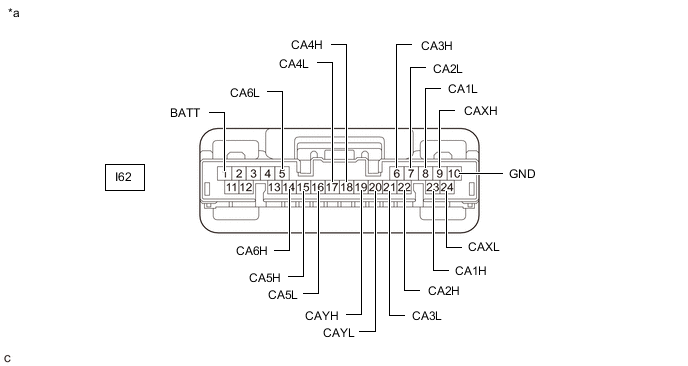 *a
CA4H
CA3H
CA4L
CA2L
CA6L
CA1L
BATT
CAXH
I62
1 2 3 4 5 6 7 8 9 10
GND
11 12 13 14 15 16 17 18 19 20 21 22 23 24
CA6H
CAXL
CA5H
CA1H
CA5L
CA2H
CAYH
CA3L
CAYL
C